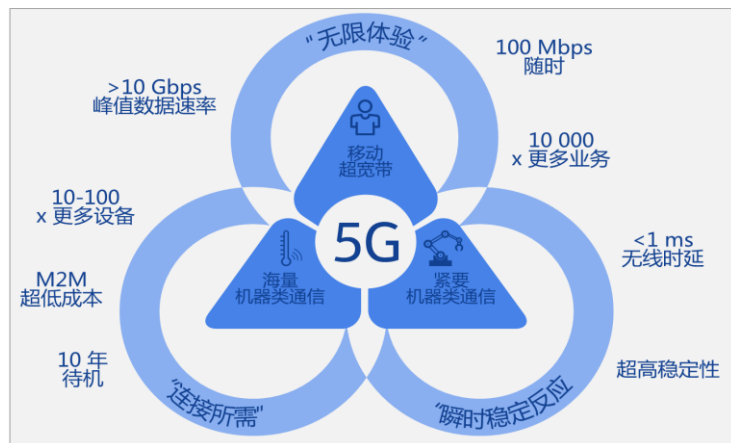 “无限体验“
100 Mbps
随时
>10 Gbps
峰值数据速率
移动
超宽带
10 000
x 更多业务
10-100
x 更多设备
5G
<1 ms
无线时延
海量
机器类通信
紧要
机器类通信
M2M
超低成本
10 年
待机
超高稳定性
“连接所需”
“瞬时稳定反应